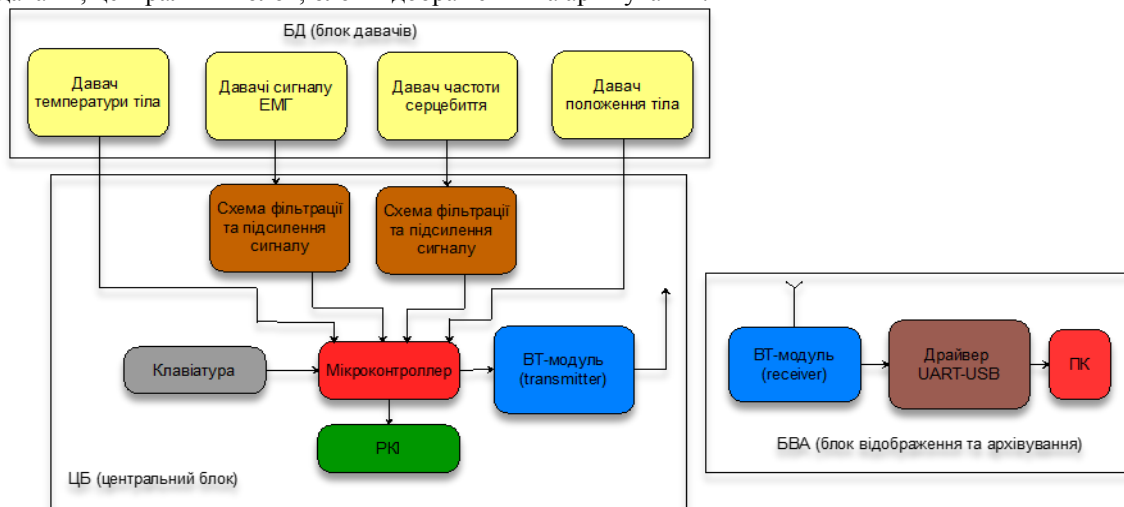 БД (блок давачів)
Давач
температури тіла
Давачі сигналу
ЕМГ
Давач частоти
серцебиття
Давач
положення тіла
Схема фільтрації
та підсилення
сигналу
Схема фільтрації
та підсилення
сигналу
Клавіатура
Мікроконтроллер
BT-модуль
(transmitter)
РКІ
ЦБ (центральний блок)
BT-модуль
(receiver)
Драйвер
UART-USB
ПК
БВА (блок відображення та архівування)